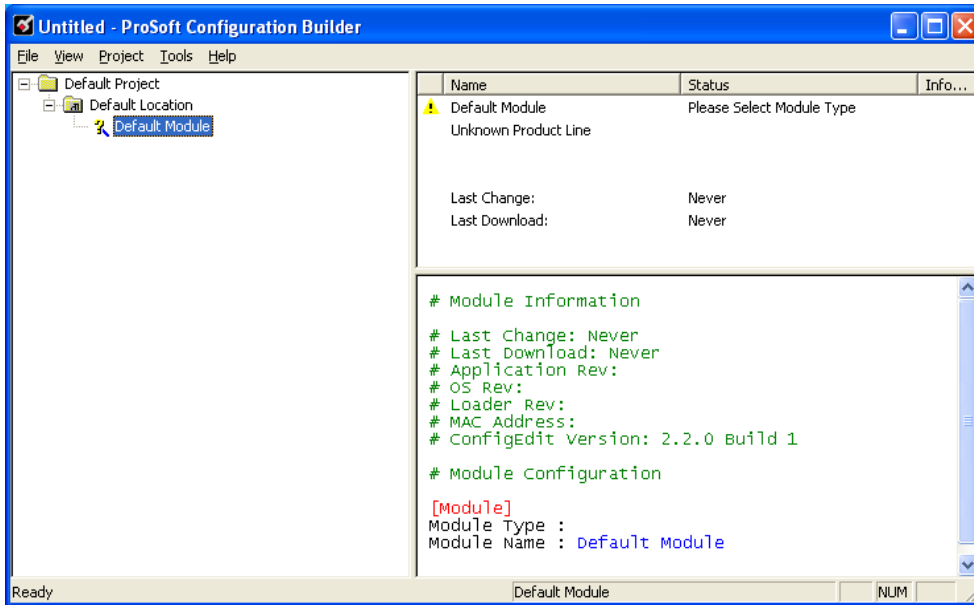 Untitled - ProSoft Configuration Builder
File View Project Tools Help
Default Project
Default Location
Default Module
Name Status Info...
Default Module Please Select Module Type
Unknown Product Line
Last Change: Never
Last Download: Never
# Module Information
# Last Change: Never
# Last Download: Never
# Application Rev:
# OS Rev:
# Loader Rev:
# MAC Address:
# ConfigEdit Version: 2.2.0 Build 1
# Module Configuration
[Module]
Module Type :
Module Name : Default Module
Ready Default Module NUM